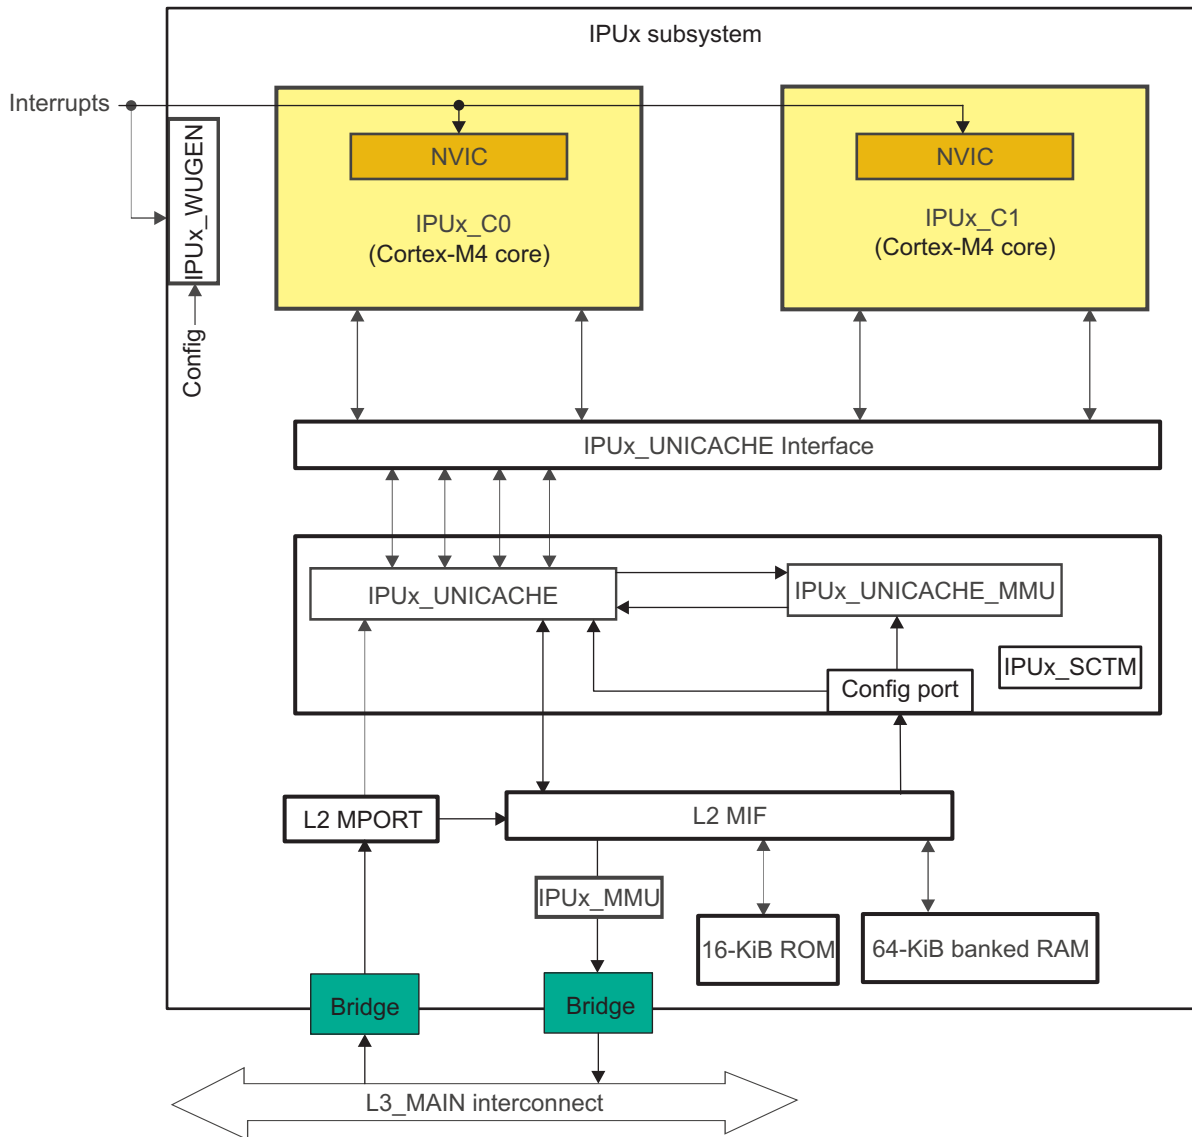 IPUx subsystem
Interrupts
IPUx_WUGEN
Config
NVIC
IPUx_C0
(Cortex-M4 core)
NVIC
IPUx_C1
(Cortex-M4 core)
IPUx_UNICACHE Interface
IPUx_UNICACHE
IPUx_UNICACHE_MMU
IPUx_SCTM
Config port
L2 MPORT
L2 MIF
IPUx_MMU
16-KiB ROM
64-KiB banked RAM
Bridge
Bridge
L3_MAIN interconnect